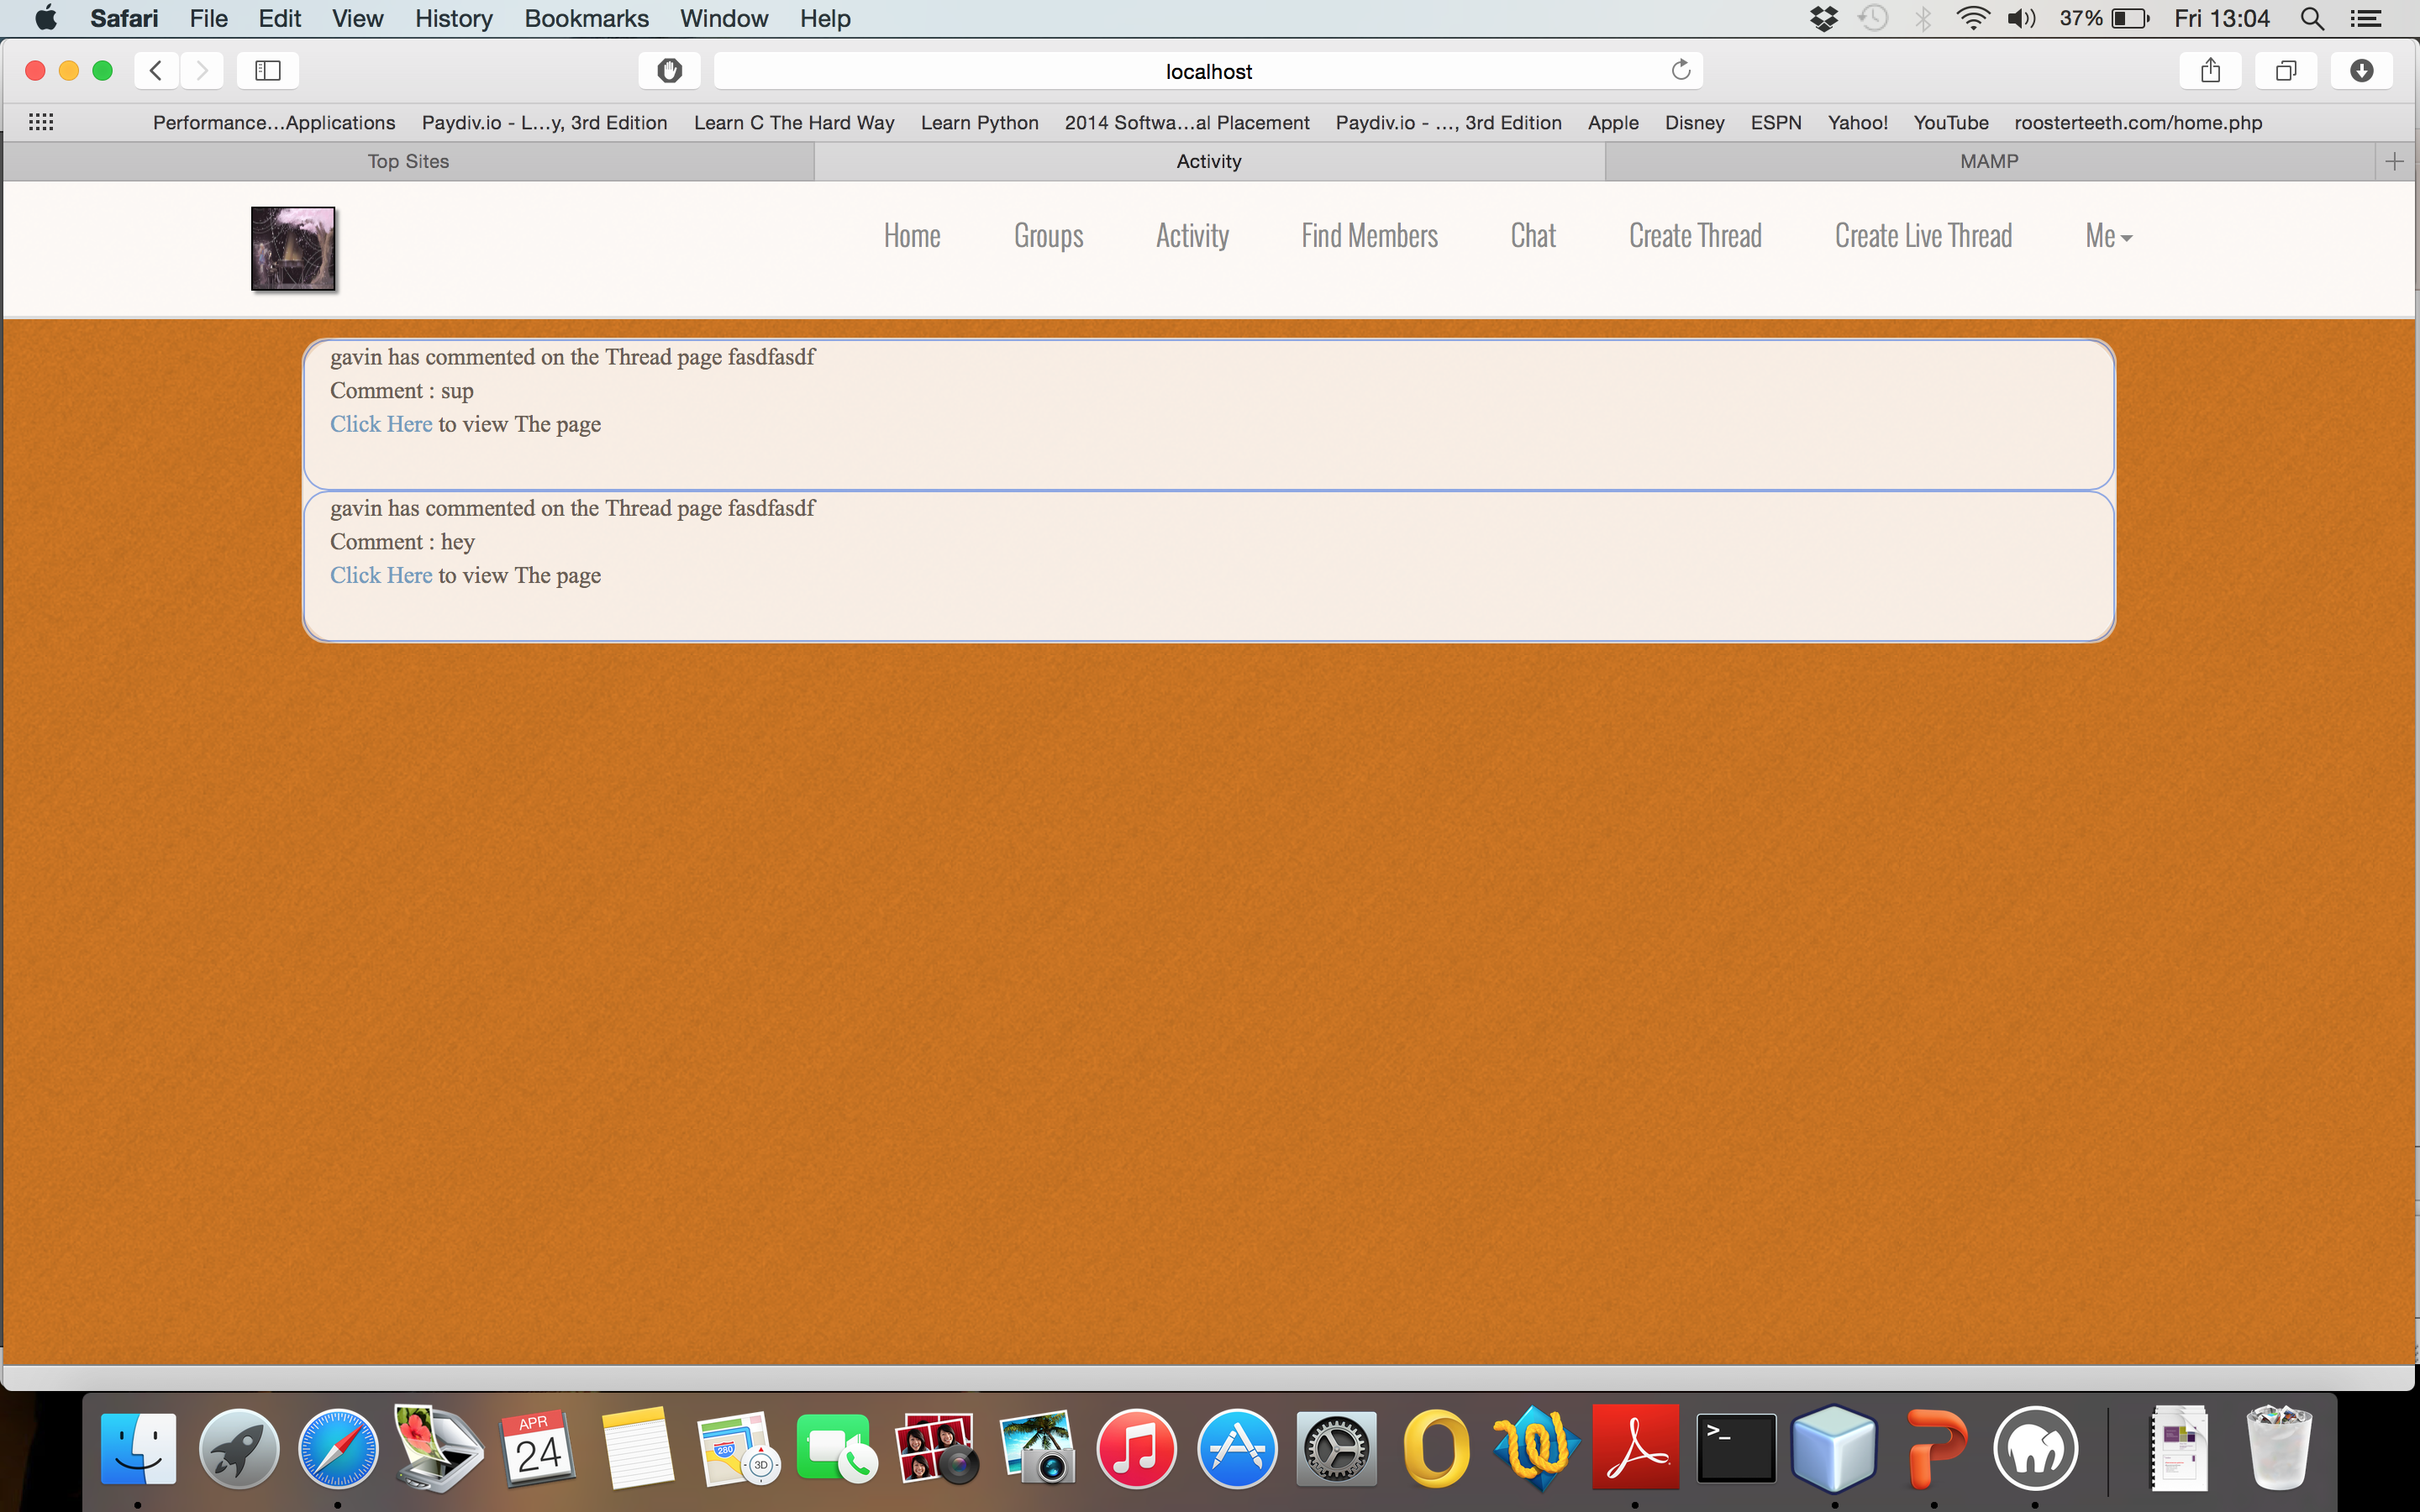 Safari File Edit View History Bookmarks Window Help 37% Fri 13:04
localhost
Performance...Applications Paydiv.io - L...y, 3rd Edition Learn C The Hard Way Learn Python 2014 Softwa...al Placement Paydiv.io - ..., 3rd Edition Apple Disney ESPN Yahoo! YouTube roosterteeth.com/home.php
Top Sites Activity MAMP
Home Groups Activity Find Members Chat Create Thread Create Live Thread Me
gavin has commented on the Thread page fasdfasdf
Comment : sup
Click Here to view The page
gavin has commented on the Thread page fasdfasdf
Comment : hey
Click Here to view The page
APR
24
280
3D
>_